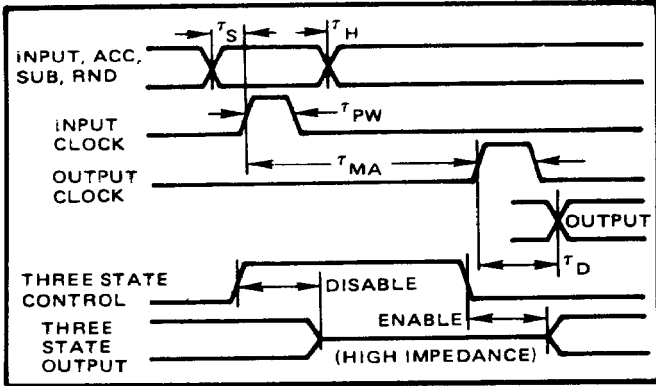 τS τH
INPUT, ACC,
SUB, RND
τPW
INPUT
CLOCK
τMA
OUTPUT
CLOCK
OUTPUT
τD
THREE STATE
CONTROL
DISABLE
ENABLE
THREE
STATE
OUTPUT
(HIGH IMPEDANCE)